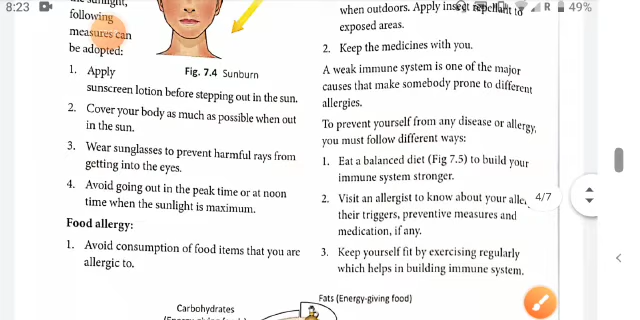 8:23
R
49%
the sunlight,
following
measures can
be adopted:
Fig. 7.4 Sunburn
1. Apply
sunscreen lotion before stepping out in the sun.
2. Cover your body as much as possible when out
in the sun.
3. Wear sunglasses to prevent harmful rays from
getting into the eyes.
4. Avoid going out in the peak time or at noon
time when the sunlight is maximum.
Food allergy:
1. Avoid consumption of food items that you are
allergic to.
when outdoors. Apply insect repellant to
exposed areas.
2. Keep the medicines with you.
A weak immune system is one of the major
causes that make somebody prone to different
allergies.
To prevent yourself from any disease or allergy,
you must follow different ways:
1. Eat a balanced diet (Fig 7.5) to build your
immune system stronger.
2. Visit an allergist to know about your
their triggers, preventive measures and
medication, if any.
3. Keep yourself fit by exercising regularly
which helps in building immune system.
4/7
Fats (Energy-giving food)
Carbohydrates